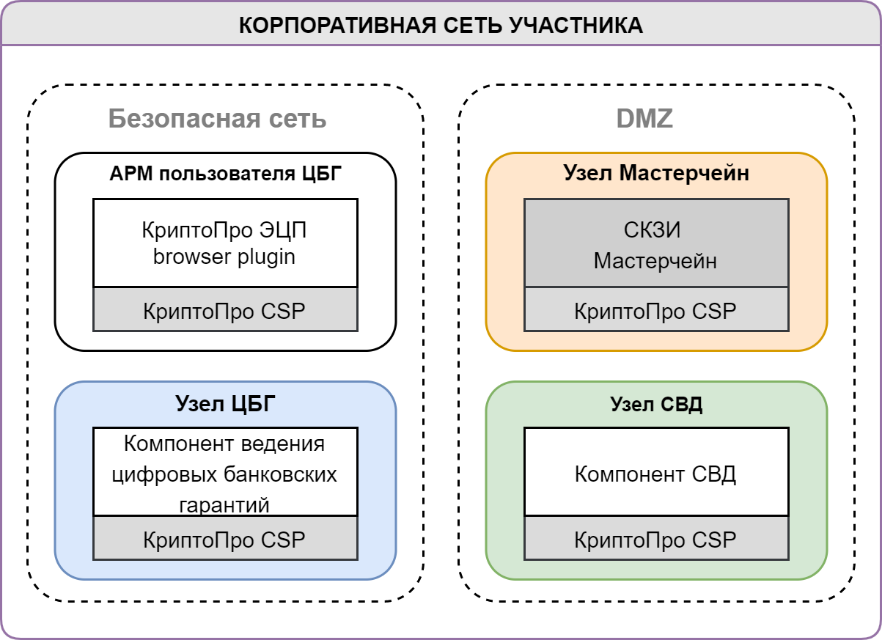 КОРПОРАТИВНАЯ СЕТЬ УЧАСТНИКА
Безопасная сеть
АРМ пользователя ЦБГ
КриптоПро ЭЦП
browser plugin
КриптоПро CSP
Узел ЦБГ
Компонент ведения
цифровых банковских
гарантий
КриптоПро CSP
DMZ
Узел Мастерчейн
СКЗИ
Мастерчейн
КриптоПро CSP
Узел СВД
Компонент СВД
КриптоПро CSP